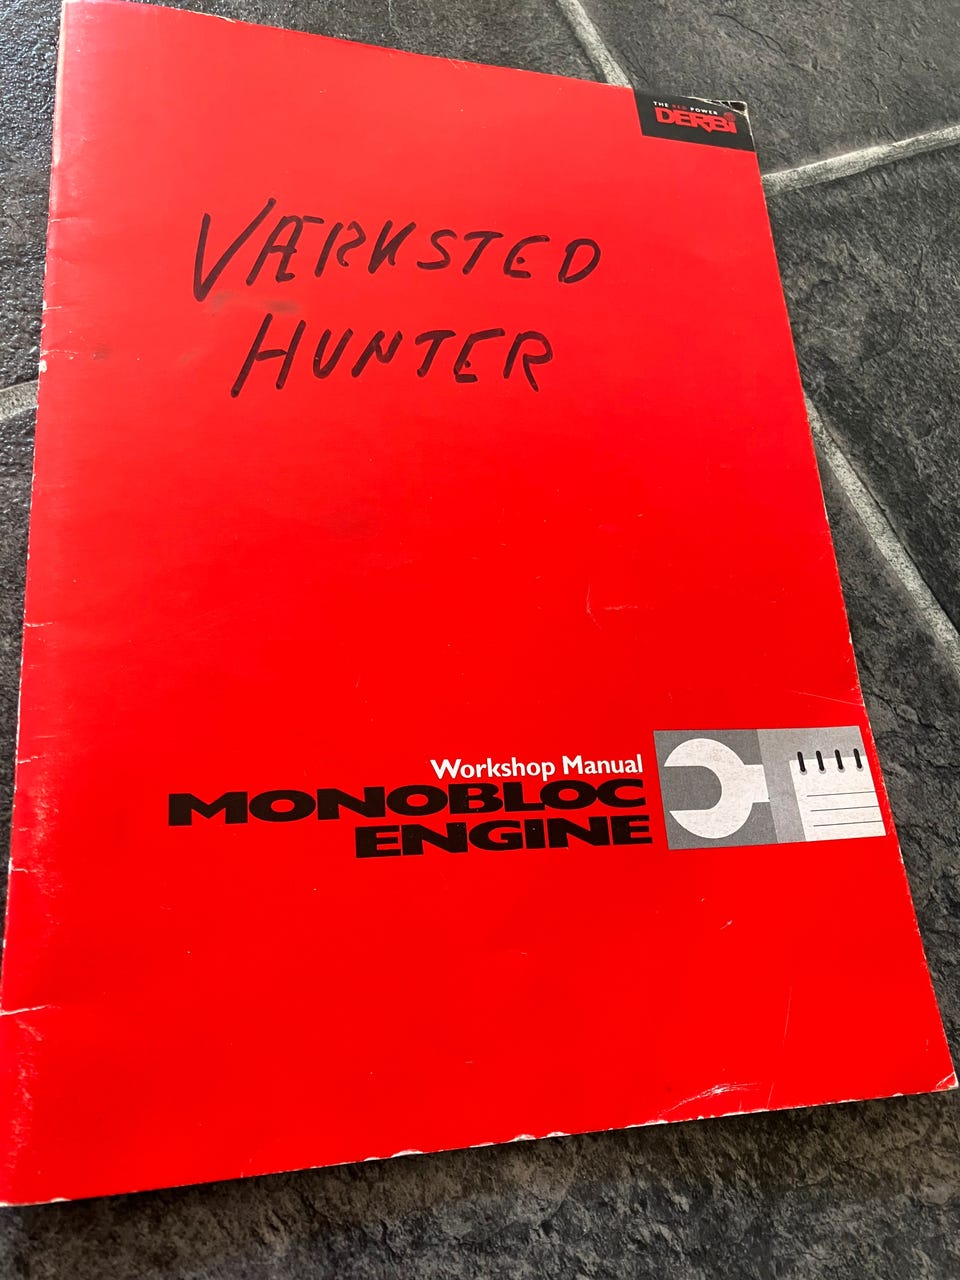 THE RED POWER
DERBI
VÆRKSTED
HUNTER
Workshop Manual
MONOBLOC
ENGINE